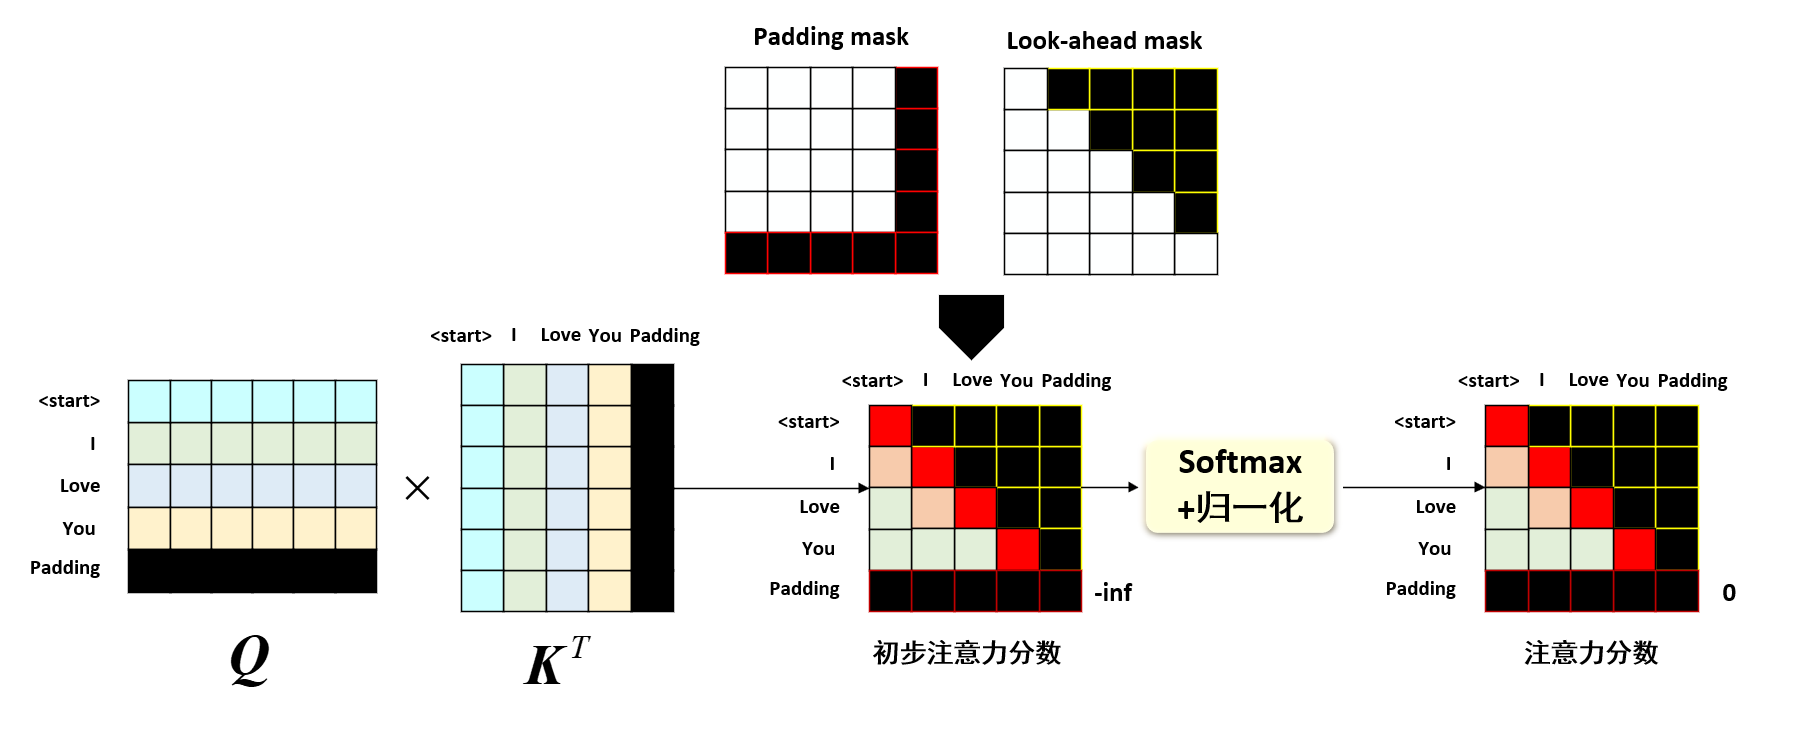 Padding mask
Look-ahead mask
<start> I Love You Padding
<start>
I
Love
You
Padding
×
Q
K^T
<start> I Love You Padding
<start>
I
Love
You
Padding
-inf
初步注意力分数
Softmax
+归一化
<start> I Love You Padding
<start>
I
Love
You
Padding
0
注意力分数